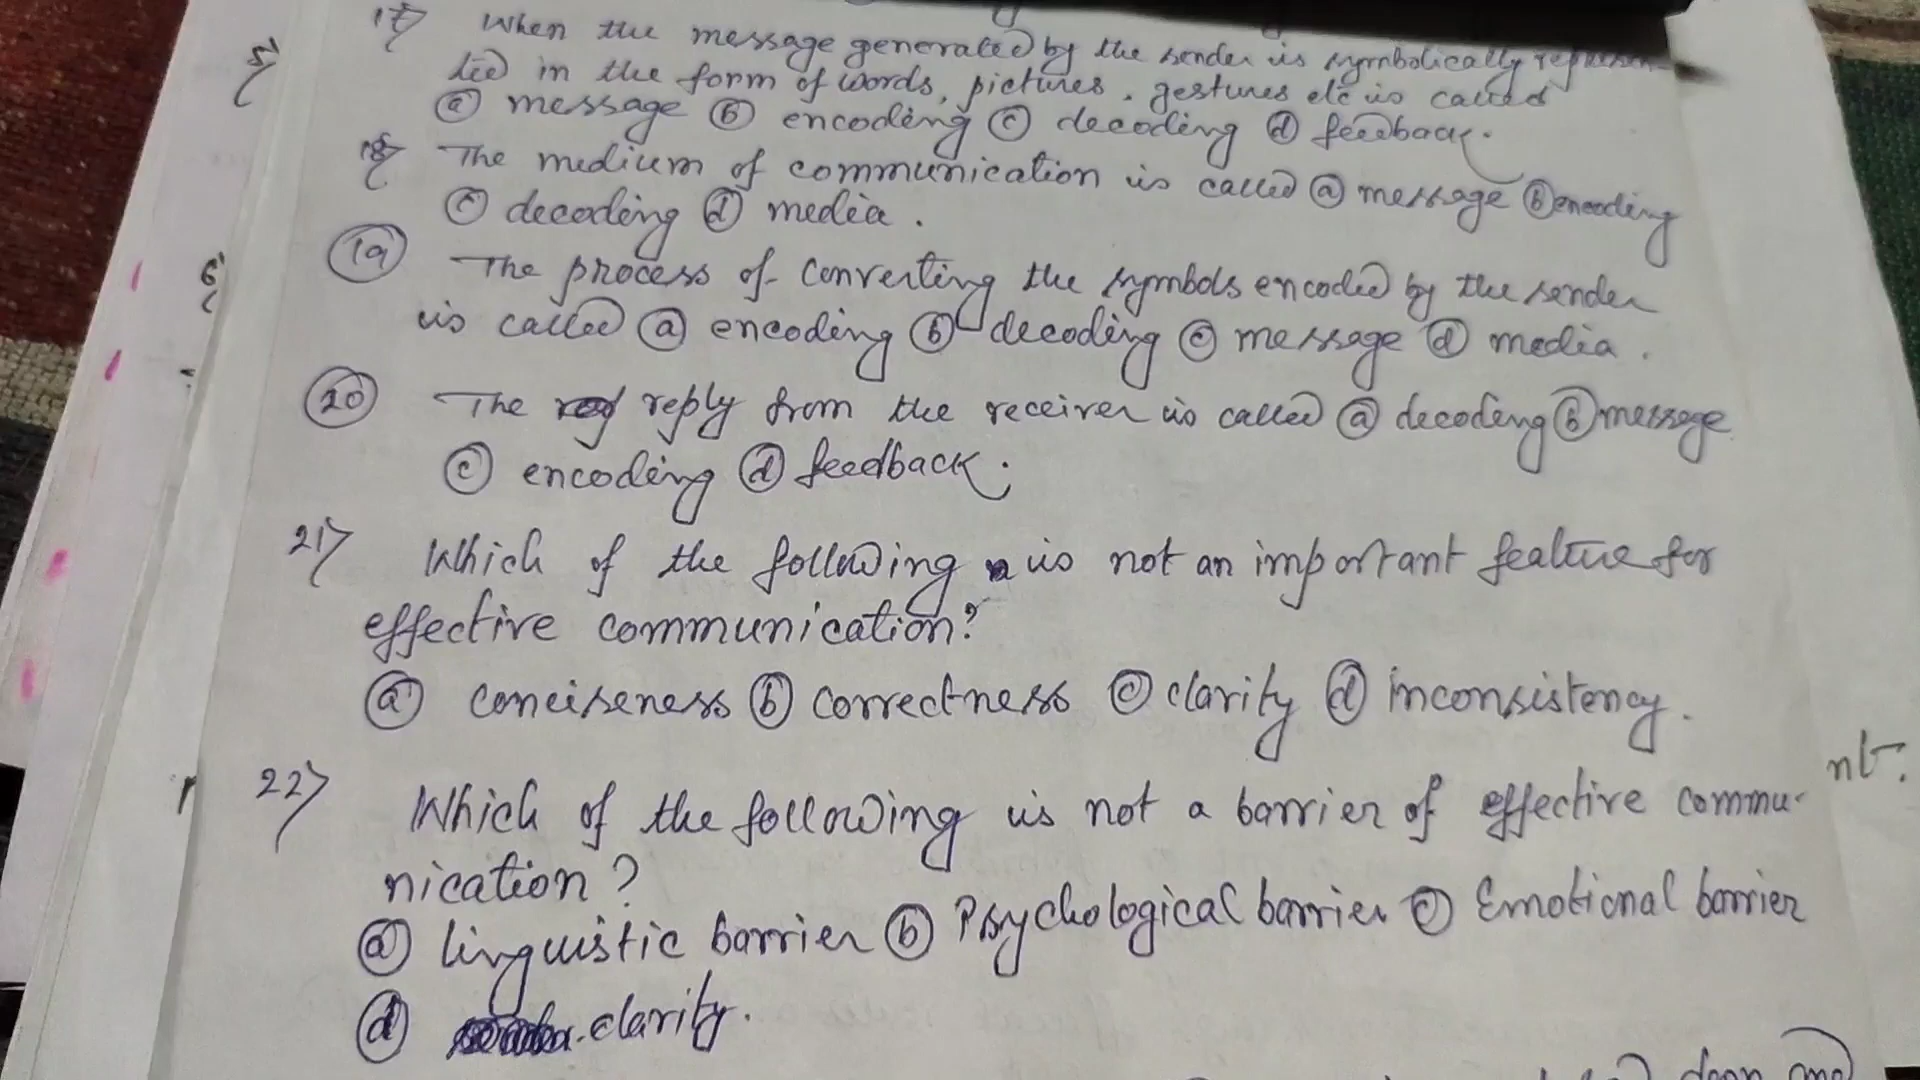 17) When the message generated by the sender is symbolically represen-
ted in the form of words, pictures, gestures etc is called
(a) message (b) encoding (c) decoding (d) feedback.
18) The medium of communication is called (a) message (b) encoding
(c) decoding (d) media.
(19) The process of converting the symbols encoded by the sender
is called (a) encoding (b) decoding (c) message (d) media.
(20) The reply from the receiver is called (a) decoding (b) message
(c) encoding (d) feedback.
21) Which of the following is not an important feature for
effective communication?
(a) conciseness (b) correctness (c) clarity (d) inconsistency.
22) Which of the following is not a barrier of effective commu-
nication?
(a) linguistic barrier (b) Psychological barrier (c) Emotional barrier
(d) clarity.
5)
6)
nt.